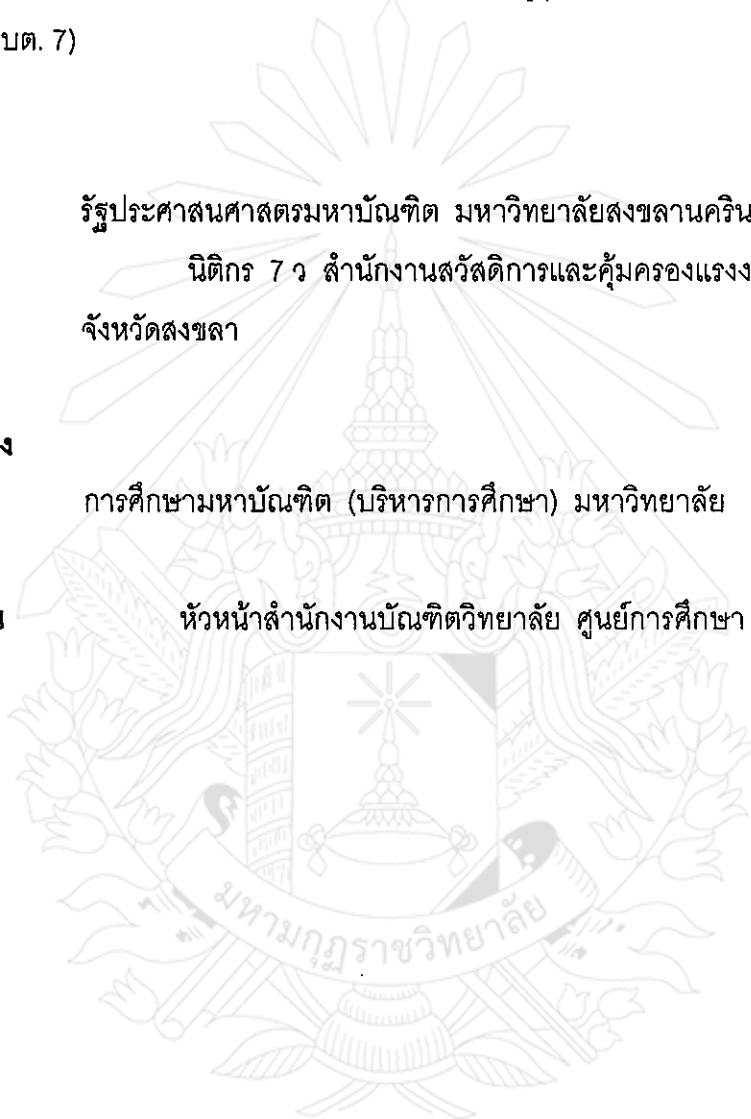 บต. 7)
รัฐประศาสนศาสตรมหาบัณฑิต มหาวิทยาลัยสงขลานคริน
นิติกร 7 ว สำนักงานสวัสดิการและคุ้มครองแรงง
จังหวัดสงขลา
ง
การศึกษามหาบัณฑิต (บริหารการศึกษา) มหาวิทยาลัย
หัวหน้าสำนักงานบัณฑิตวิทยาลัย ศูนย์การศึกษา
มหามกุฏราชวิทยาลัย